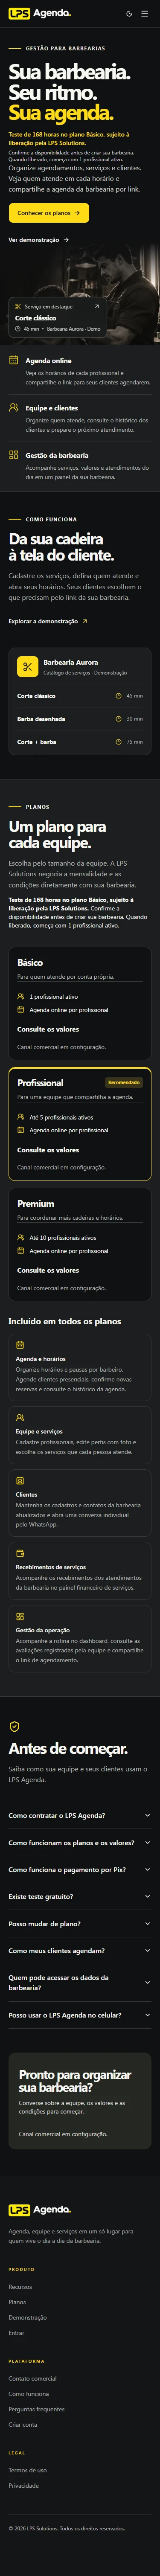 LPS Agenda.
GESTÃO PARA BARBEARIAS
Sua barbearia.
Seu ritmo.
Sua agenda.
Teste de 168 horas no plano Básico, sujeito à
liberação pela LPS Solutions.
Confirme a disponibilidade antes de criar sua barbearia.
Quando liberado, começa com 1 profissional ativo.
Organize agendamentos, serviços e clientes.
Veja quem atende em cada horário e
compartilhe a agenda da barbearia por link.
Conhecer os planos
Ver demonstração
Serviço em destaque
Corte clássico
45 min • Barbearia Aurora · Demo
Agenda online
Veja os horários de cada profissional e
compartilhe o link para seus clientes agendarem.
Equipe e clientes
Organize quem atende, consulte o histórico dos
clientes e prepare o próximo atendimento.
Gestão da barbearia
Acompanhe serviços, valores e atendimentos do
dia em um painel da sua barbearia.
COMO FUNCIONA
Da sua cadeira
à tela do cliente.
Cadastre os serviços, defina quem atende e
abra seus horários. Seus clientes escolhem o
que precisam pelo link da sua barbearia.
Explorar a demonstração
Barbearia Aurora
Catálogo de serviços · Demonstração
Corte clássico 45 min
Barba desenhada 30 min
Corte + barba 75 min
PLANOS
Um plano para
cada equipe.
Escolha pelo tamanho da equipe. A LPS
Solutions negocia a mensalidade e as
condições diretamente com sua barbearia.
Teste de 168 horas no plano Básico, sujeito à
liberação pela LPS Solutions. Confirme a
disponibilidade antes de criar sua barbearia. Quando
liberado, começa com 1 profissional ativo.
Básico
Para quem atende por conta própria.
1 profissional ativo
Agenda online por profissional
Consulte os valores
Canal comercial em configuração.
Profissional
Recomendado
Para uma equipe que compartilha a agenda.
Até 5 profissionais ativos
Agenda online por profissional
Consulte os valores
Canal comercial em configuração.
Premium
Para coordenar mais cadeiras e horários.
Até 10 profissionais ativos
Agenda online por profissional
Consulte os valores
Canal comercial em configuração.
Incluído em todos os planos
Agenda e horários
Organize horários e pausas por barbeiro.
Agende clientes presenciais, confirme novas
reservas e consulte o histórico da agenda.
Equipe e serviços
Cadastre profissionais, edite perfis com foto e
escolha os serviços que cada pessoa atende.
Clientes
Mantenha os cadastros e contatos da barbearia
atualizados e abra uma conversa individual
pelo WhatsApp.
Recebimentos de serviços
Acompanhe os recebimentos dos atendimentos
da barbearia no painel financeiro de serviços.
Gestão da operação
Acompanhe a rotina no dashboard, consulte as
avaliações registradas pela equipe e compartilhe
o link de agendamento.
Antes de começar.
Saiba como sua equipe e seus clientes usam o
LPS Agenda.
Como contratar o LPS Agenda?
Como funcionam os planos e os valores?
Como funciona o pagamento por Pix?
Existe teste gratuito?
Posso mudar de plano?
Como meus clientes agendam?
Quem pode acessar os dados da
barbearia?
Posso usar o LPS Agenda no celular?
Pronto para organizar
sua barbearia?
Converse sobre a equipe, os valores e as
condições para começar.
Canal comercial em configuração.
LPS Agenda.
Agenda, equipe e serviços em um só lugar para
quem vive o dia a dia da barbearia.
PRODUTO
Recursos
Planos
Demonstração
Entrar
PLATAFORMA
Contato comercial
Como funciona
Perguntas frequentes
Criar conta
LEGAL
Termos de uso
Privacidade
© 2026 LPS Solutions. Todos os direitos reservados.